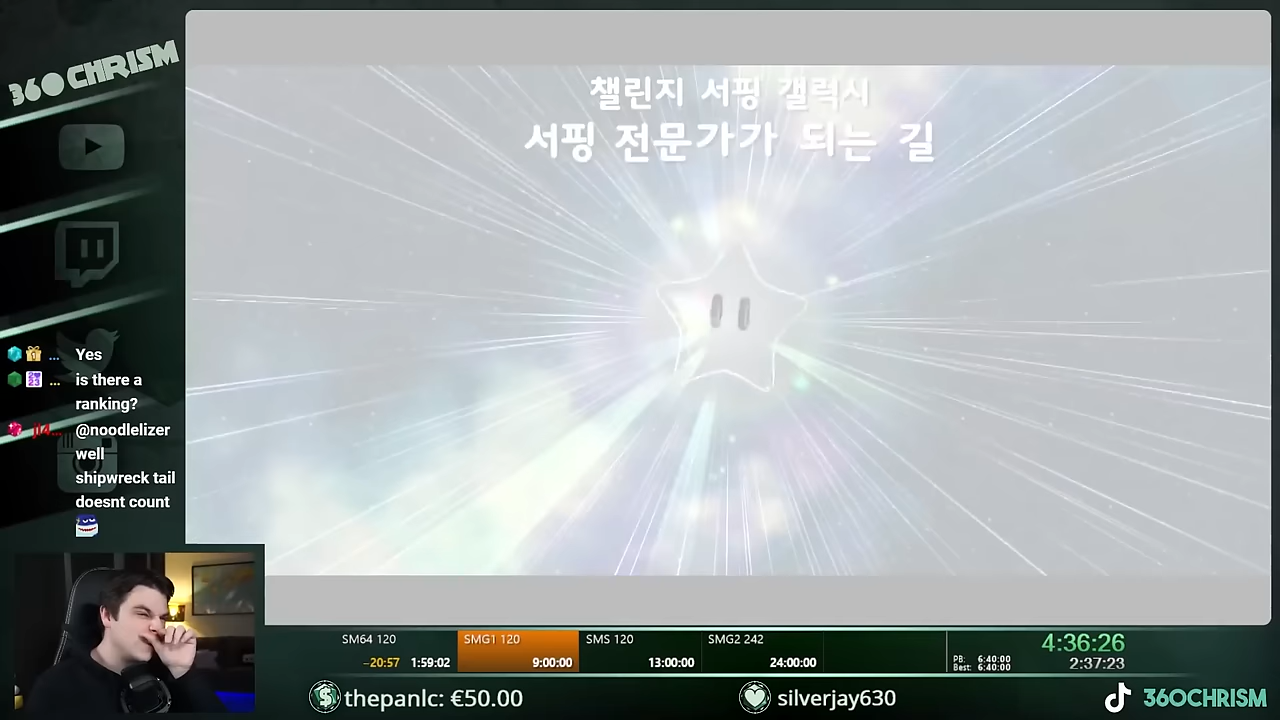 360 CHRISM
챌린지 서핑 갤럭시
서핑 전문가가 되는 길
Yes
is there a
ranking?
@noodlelizer
well
shipwreck tail
doesnt count
SM64 120
-20:57 1:59:02
SMG1 120
9:00:00
SMS 120
13:00:00
SMG2 242
24:00:00
PB: 6:40:00
Best: 6:40:00
4:36:26
2:37:23
thepanlc: €50.00
silverjay630
360CHRISM